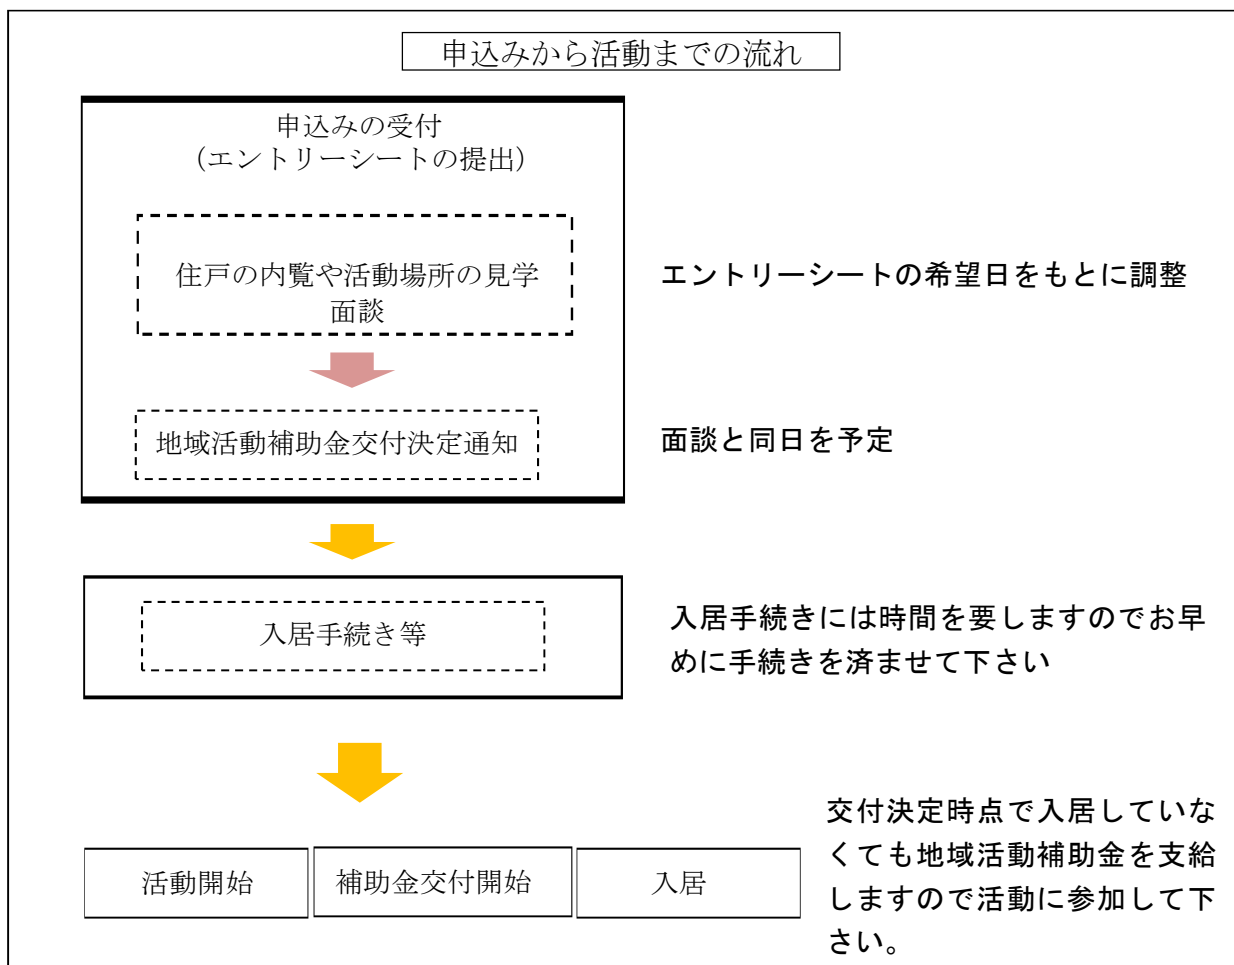 申込みから活動までの流れ
申込みの受付
（エントリーシートの提出）
住戸の内覧や活動場所の見学
面談
エントリーシートの希望日をもとに調整
地域活動補助金交付決定通知
面談と同日を予定
入居手続き等
入居手続きには時間を要しますのでお早
めに手続きを済ませて下さい
活動開始
補助金交付開始
入居
交付決定時点で入居していな
くても地域活動補助金を支給
しますので活動に参加して下
さい。